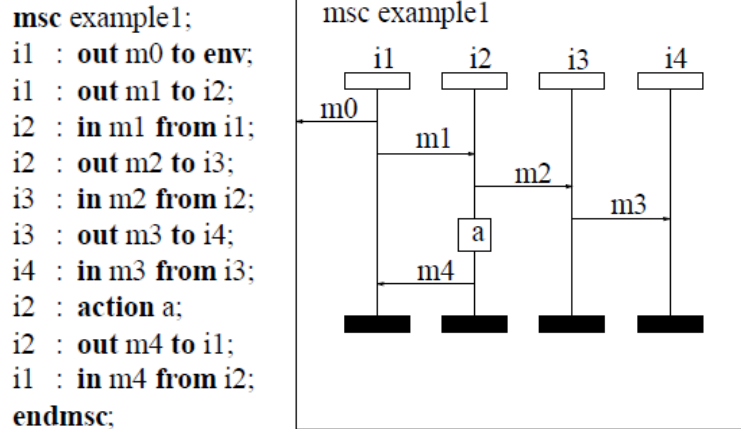 msc example1;
i1 : out m0 to env;
i1 : out m1 to i2;
i2 : in m1 from i1;
i2 : out m2 to i3;
i3 : in m2 from i2;
i3 : out m3 to i4;
i4 : in m3 from i3;
i2 : action a;
i2 : out m4 to i1;
i1 : in m4 from i2;
endmsc;
msc example1
i1 i2 i3 i4
m0
m1
m2
m3
a
m4